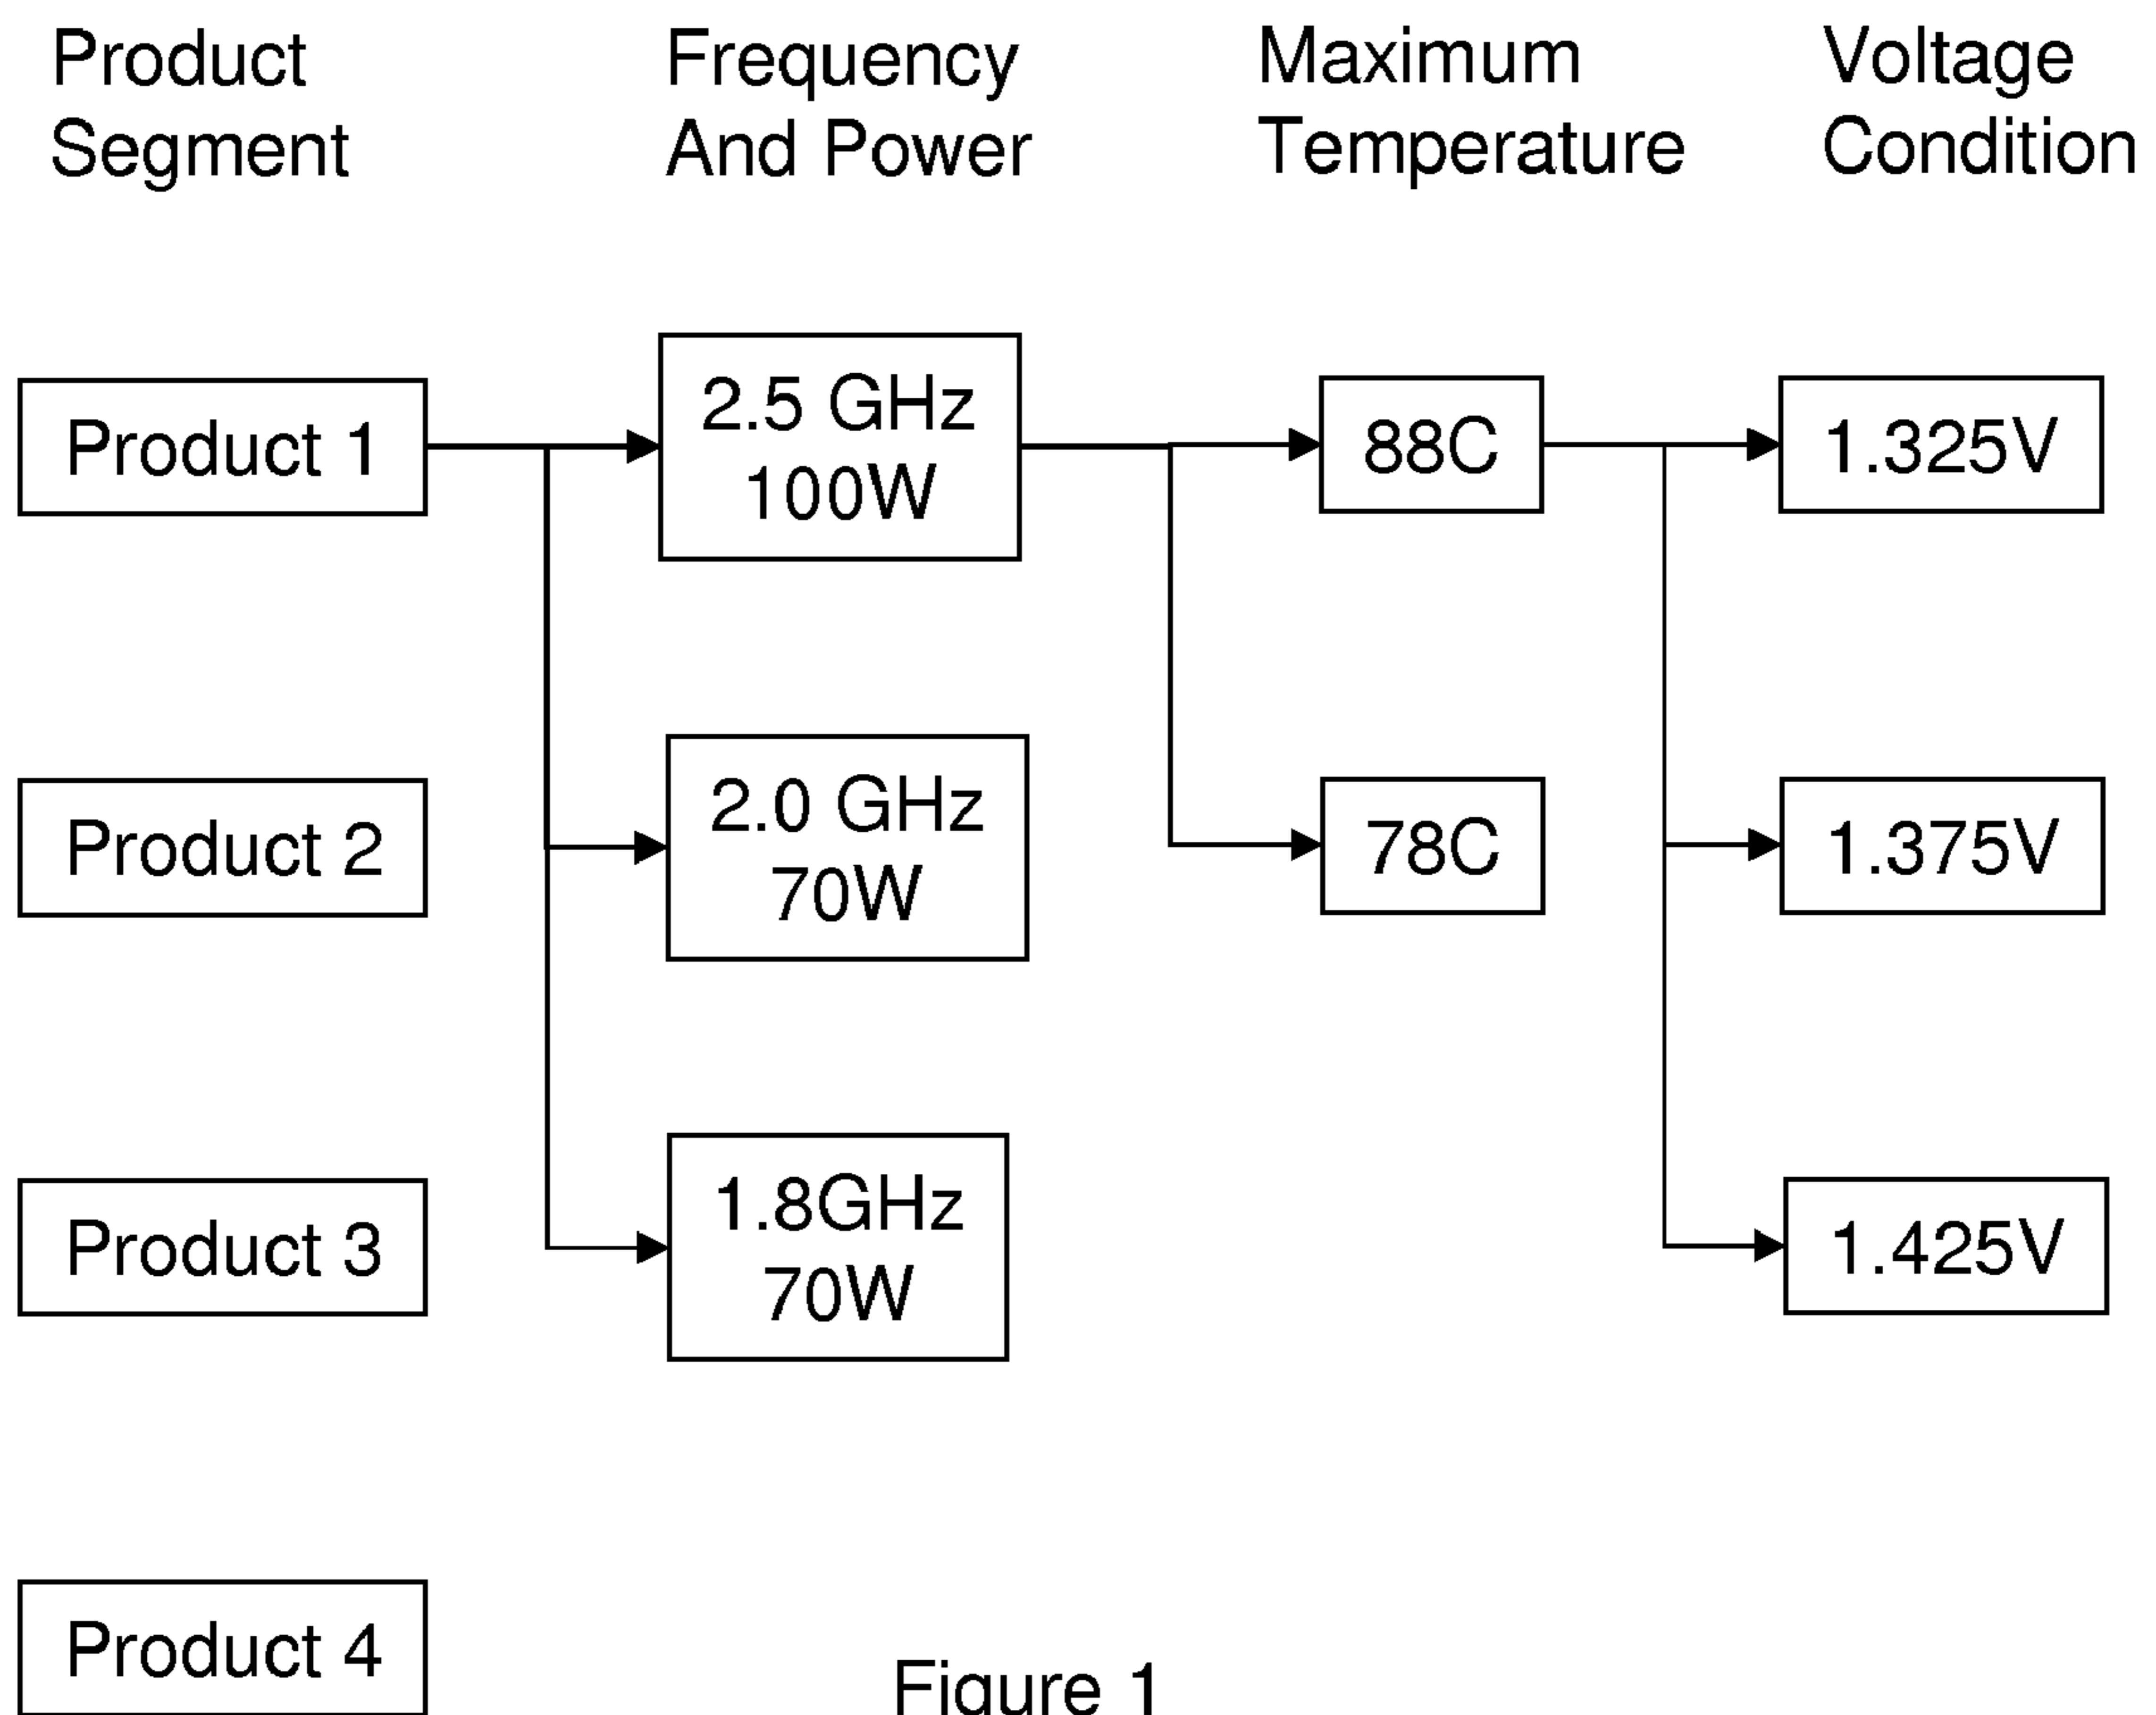 Product
Segment
Frequency
And Power
Maximum
Temperature
Voltage
Condition
Product 1
2.5 GHz
100W
88C
1.325V
Product 2
2.0 GHz
70W
78C
1.375V
Product 3
1.8GHz
70W
1.425V
Product 4
Figure 1